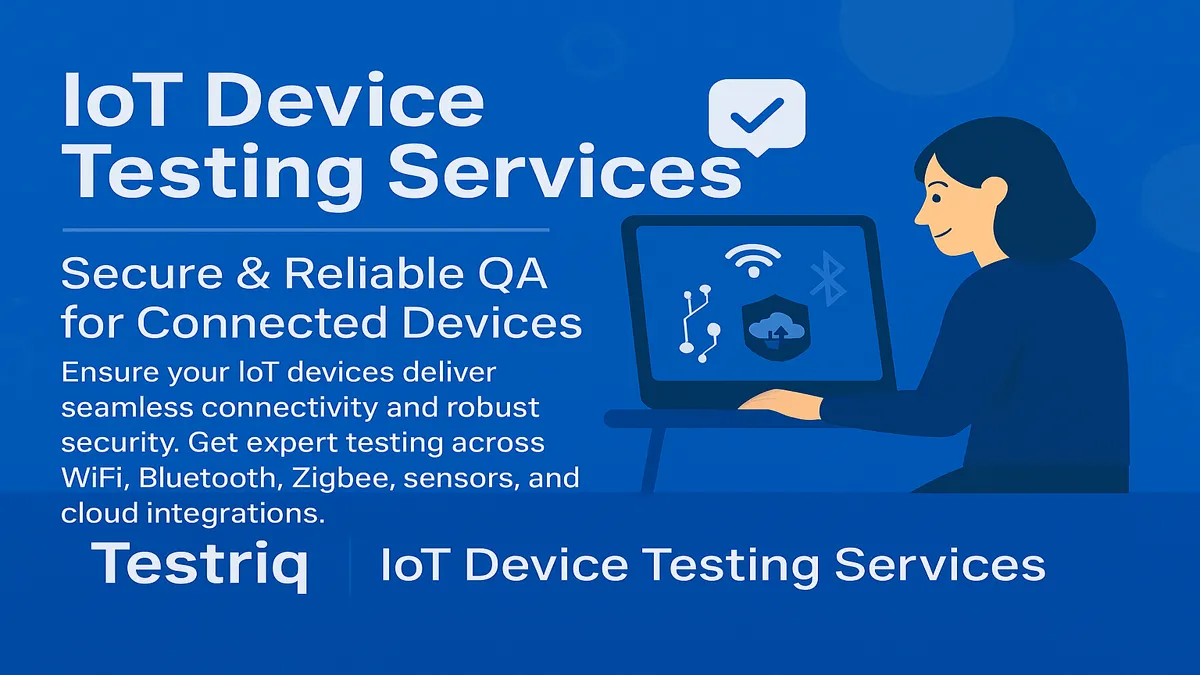 IoT Device
Testing Services
Secure & Reliable QA
for Connected Devices
Ensure your IoT devices deliver
seamless connectivity and robust
security. Get expert testing across
WiFi, Bluetooth, Zigbee, sensors, and
cloud integrations.
Testriq
IoT Device Testing Services